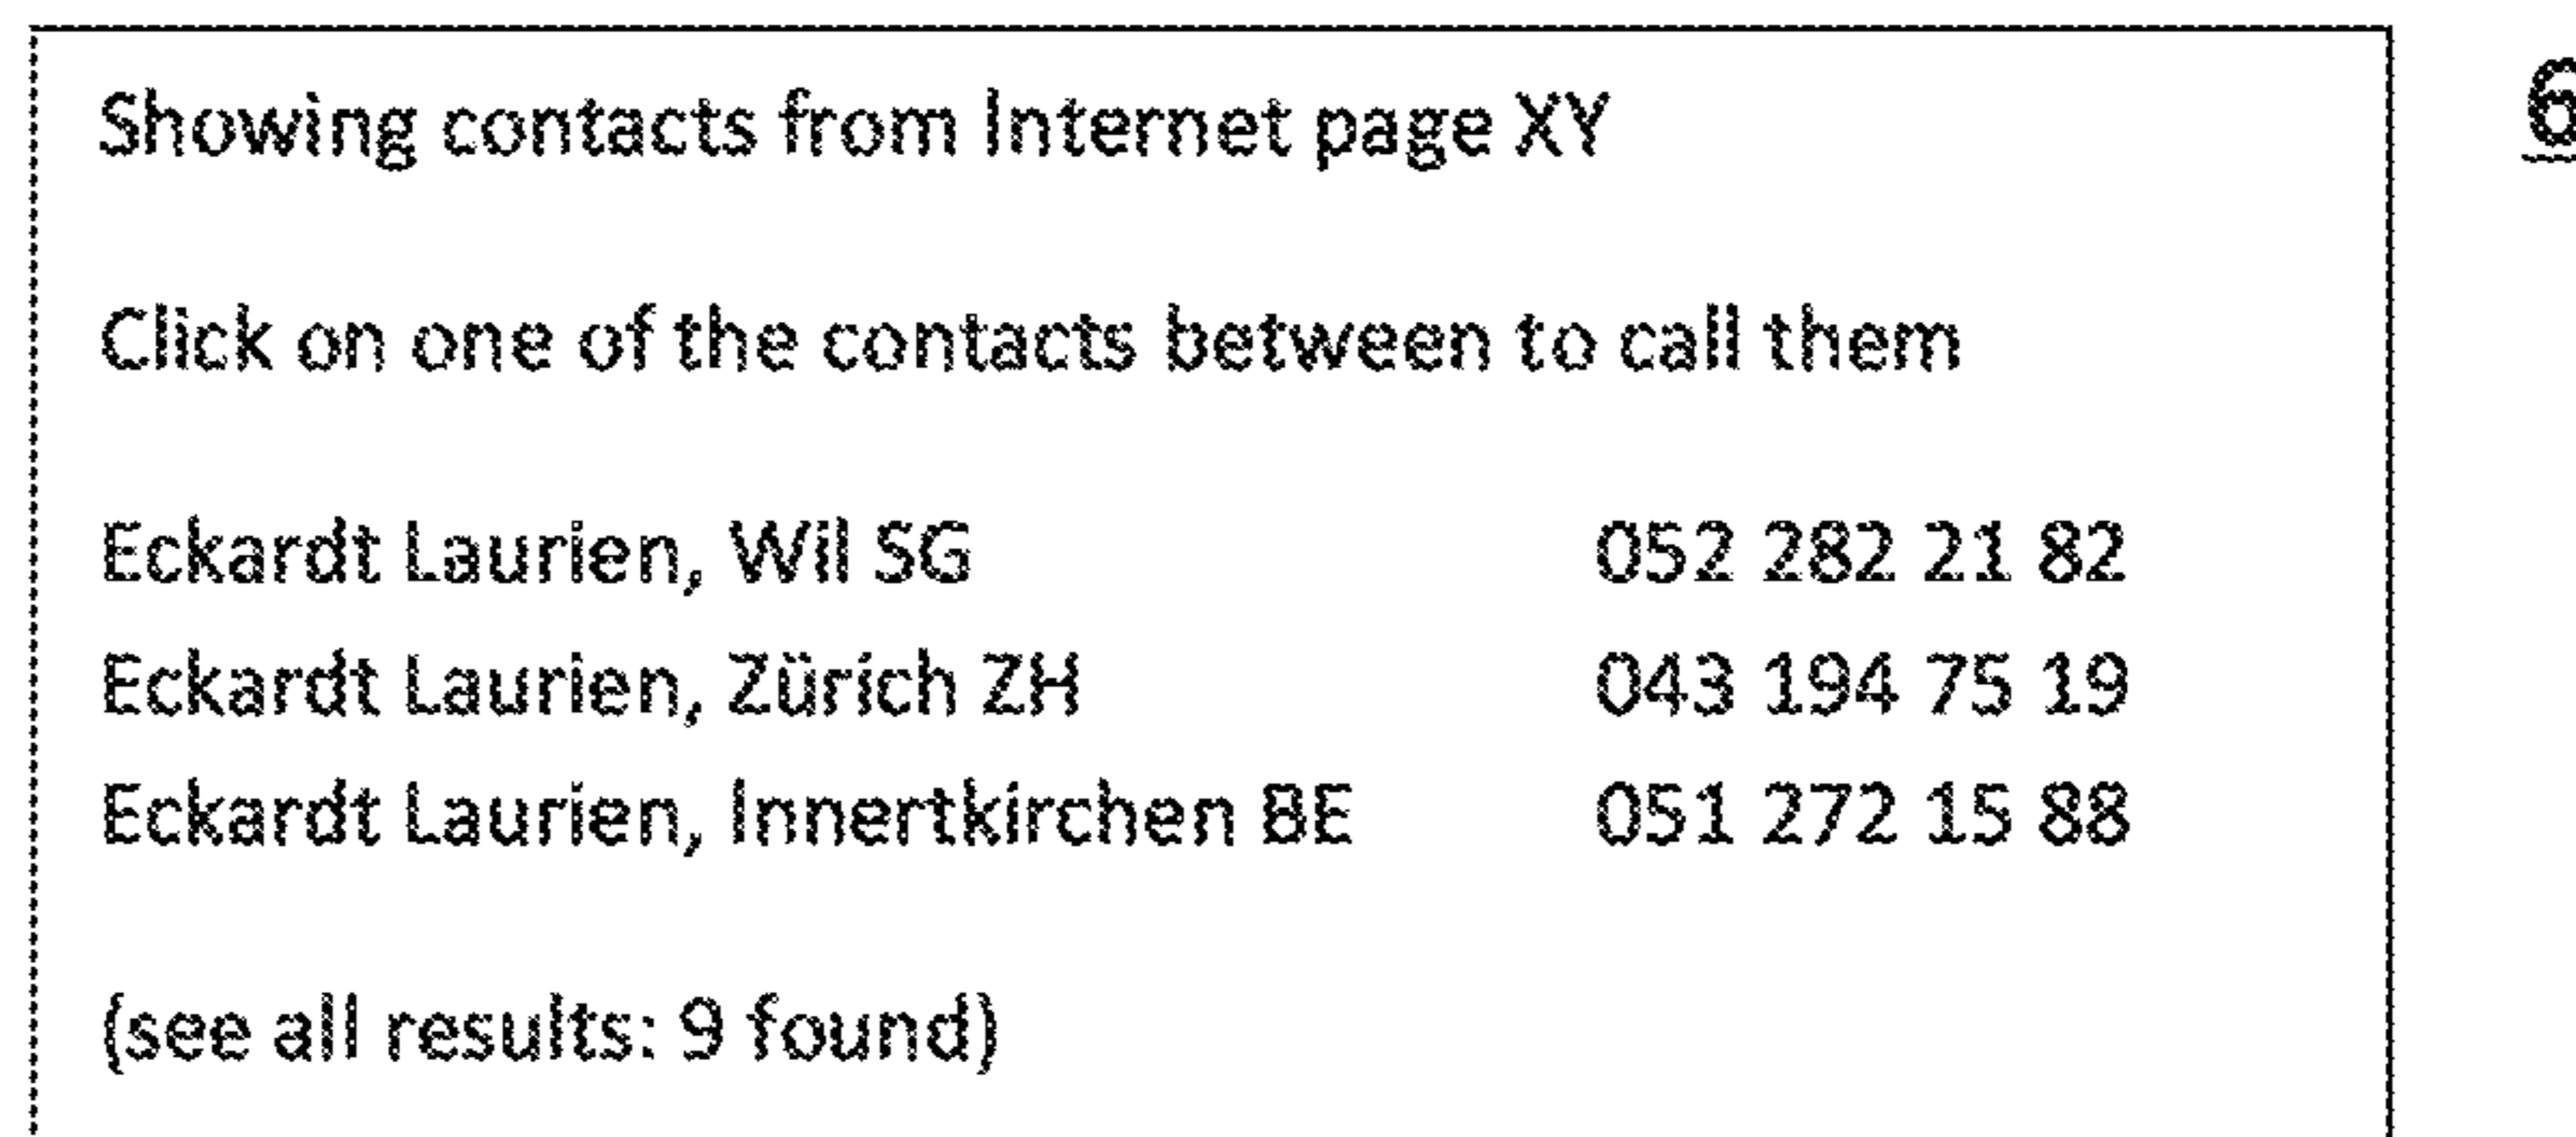 Showing contacts from Internet page XY
6
Click on one of the contacts between to call them
Eckardt Laurien, Wil SG 052 282 21 82
Eckardt Laurien, Zürich ZH 043 194 75 19
Eckardt Laurien, Innertkirchen BE 051 272 15 88
(see all results: 9 found)